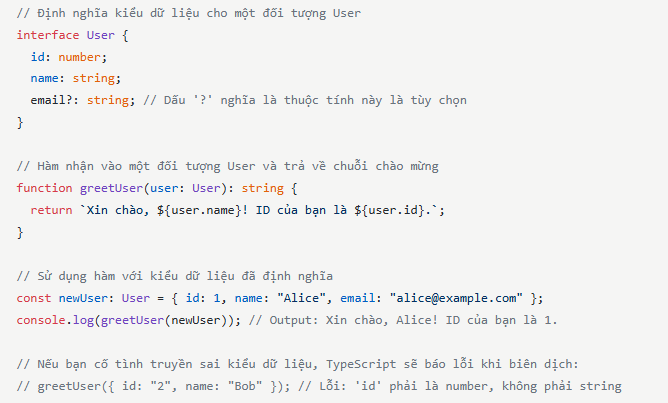 // Định nghĩa kiểu dữ liệu cho một đối tượng User
interface User {
  id: number;
  name: string;
  email?: string; // Dấu '?' nghĩa là thuộc tính này là tùy chọn
}

// Hàm nhận vào một đối tượng User và trả về chuỗi chào mừng
function greetUser(user: User): string {
  return `Xin chào, ${user.name}! ID của bạn là ${user.id}.`;
}

// Sử dụng hàm với kiểu dữ liệu đã định nghĩa
const newUser: User = { id: 1, name: "Alice", email: "alice@example.com" };
console.log(greetUser(newUser)); // Output: Xin chào, Alice! ID của bạn là 1.

// Nếu bạn cố tình truyền sai kiểu dữ liệu, TypeScript sẽ báo lỗi khi biên dịch:
// greetUser({ id: "2", name: "Bob" }); // Lỗi: 'id' phải là number, không phải string